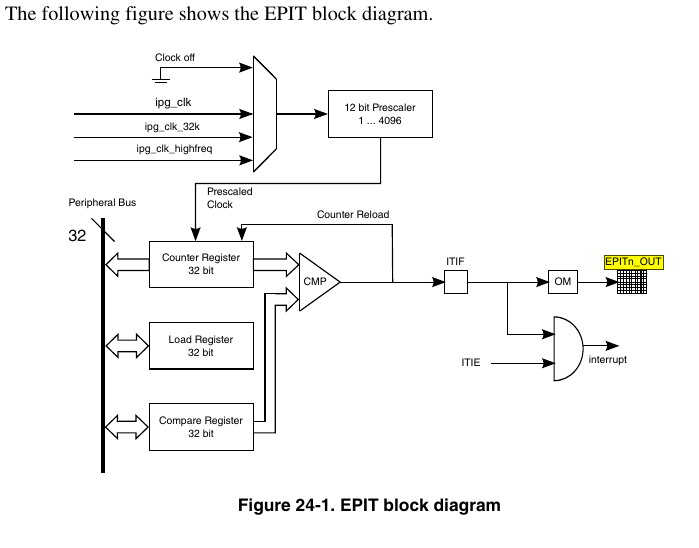 The following figure shows the EPIT block diagram.
Clock off
ipg_clk
ipg_clk_32k
ipg_clk_highfreq
12 bit Prescaler
1 ... 4096
Prescaled
Clock
Peripheral Bus
32
Counter Reload
Counter Register
32 bit
CMP
ITIF
OM
EPITn_OUT
Load Register
32 bit
ITIE
interrupt
Compare Register
32 bit
Figure 24-1. EPIT block diagram